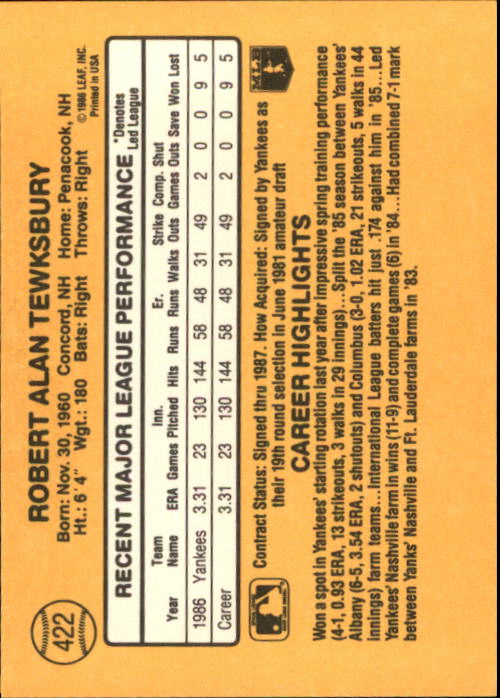 422
ROBERT ALAN TEWKSBURY
Born: Nov. 30, 1960 Concord, NH Home: Penacook, NH
Ht.: 6'4" Wgt.: 180 Bats: Right Throws: Right
© 1986 LEAF, INC.
Printed in USA
RECENT MAJOR LEAGUE PERFORMANCE
*Denotes
Led League
Team Inn. Er. Strike Comp. Shut
Year Name ERA Games Pitched Hits Runs Runs Walks Outs Games Outs Save Won Lost
1986 Yankees 3.31 23 130 144 58 48 31 49 2 0 0 9 5
Career 3.31 23 130 144 58 48 31 49 2 0 0 9 5
Contract Status: Signed thru 1987. How Acquired: Signed by Yankees as
their 19th round selection in June 1981 amateur draft
MLB
CAREER HIGHLIGHTS
Won a spot in Yankees' starting rotation last year after impressive spring training performance
(4-1, 0.93 ERA, 13 strikeouts, 3 walks in 29 innings)...Split the '85 season between Yankees'
Albany (6-5, 3.54 ERA, 2 shutouts) and Columbus (3-0, 1.02 ERA, 21 strikeouts, 5 walks in 44
innings) farm teams...International League batters hit just .174 against him in '85...Led
Yankees' Nashville farm in wins (11-9) and complete games (6) in '84...Had combined 7-1 mark
between Yanks' Nashville and Ft. Lauderdale farms in '83.